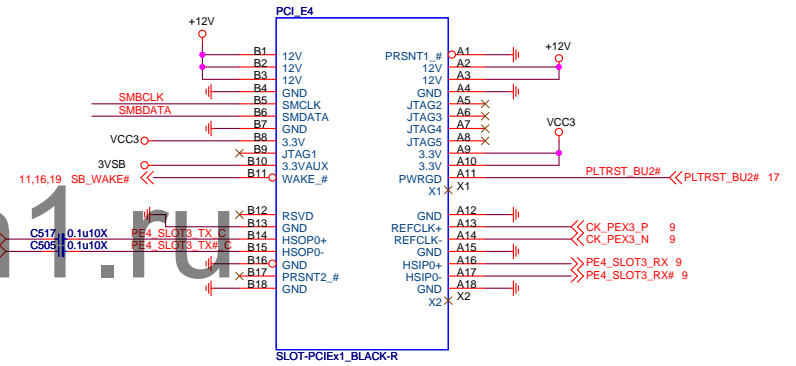 PCI_E4
+12V
B1 12V PRSNT1_# A1
+12V
B2 12V 12V A2
B3 12V 12V A3
B4 GND GND A4
SMBCLK B5 SMCLK JTAG2 A5
SMBDATA B6 SMDATA JTAG3 A6
B7 GND JTAG4 A7
VCC3
VCC3 B8 3.3V JTAG5 A8
B9 JTAG1 3.3V A9
3VSB B10 3.3VAUX 3.3V A10
11,16,19 SB_WAKE# B11 WAKE_# PWRGD A11 PLTRST_BU2# PLTRST_BU2# 17
X1 X1
B12 RSVD GND A12
B13 GND REFCLK+ A13 CK_PEX3_P 9
C517 0.1u10X PE4_SLOT3_TX_C B14 HSOP0+ REFCLK- A14 CK_PEX3_N 9
C505 0.1u10X PE4_SLOT3_TX#_C B15 HSOP0- GND A15
B16 GND HSIP0+ A16 PE4_SLOT3_RX 9
B17 PRSNT2_# HSIP0- A17 PE4_SLOT3_RX# 9
B18 GND GND A18
X2 X2
SLOT-PCIEx1_BLACK-R
1.ru